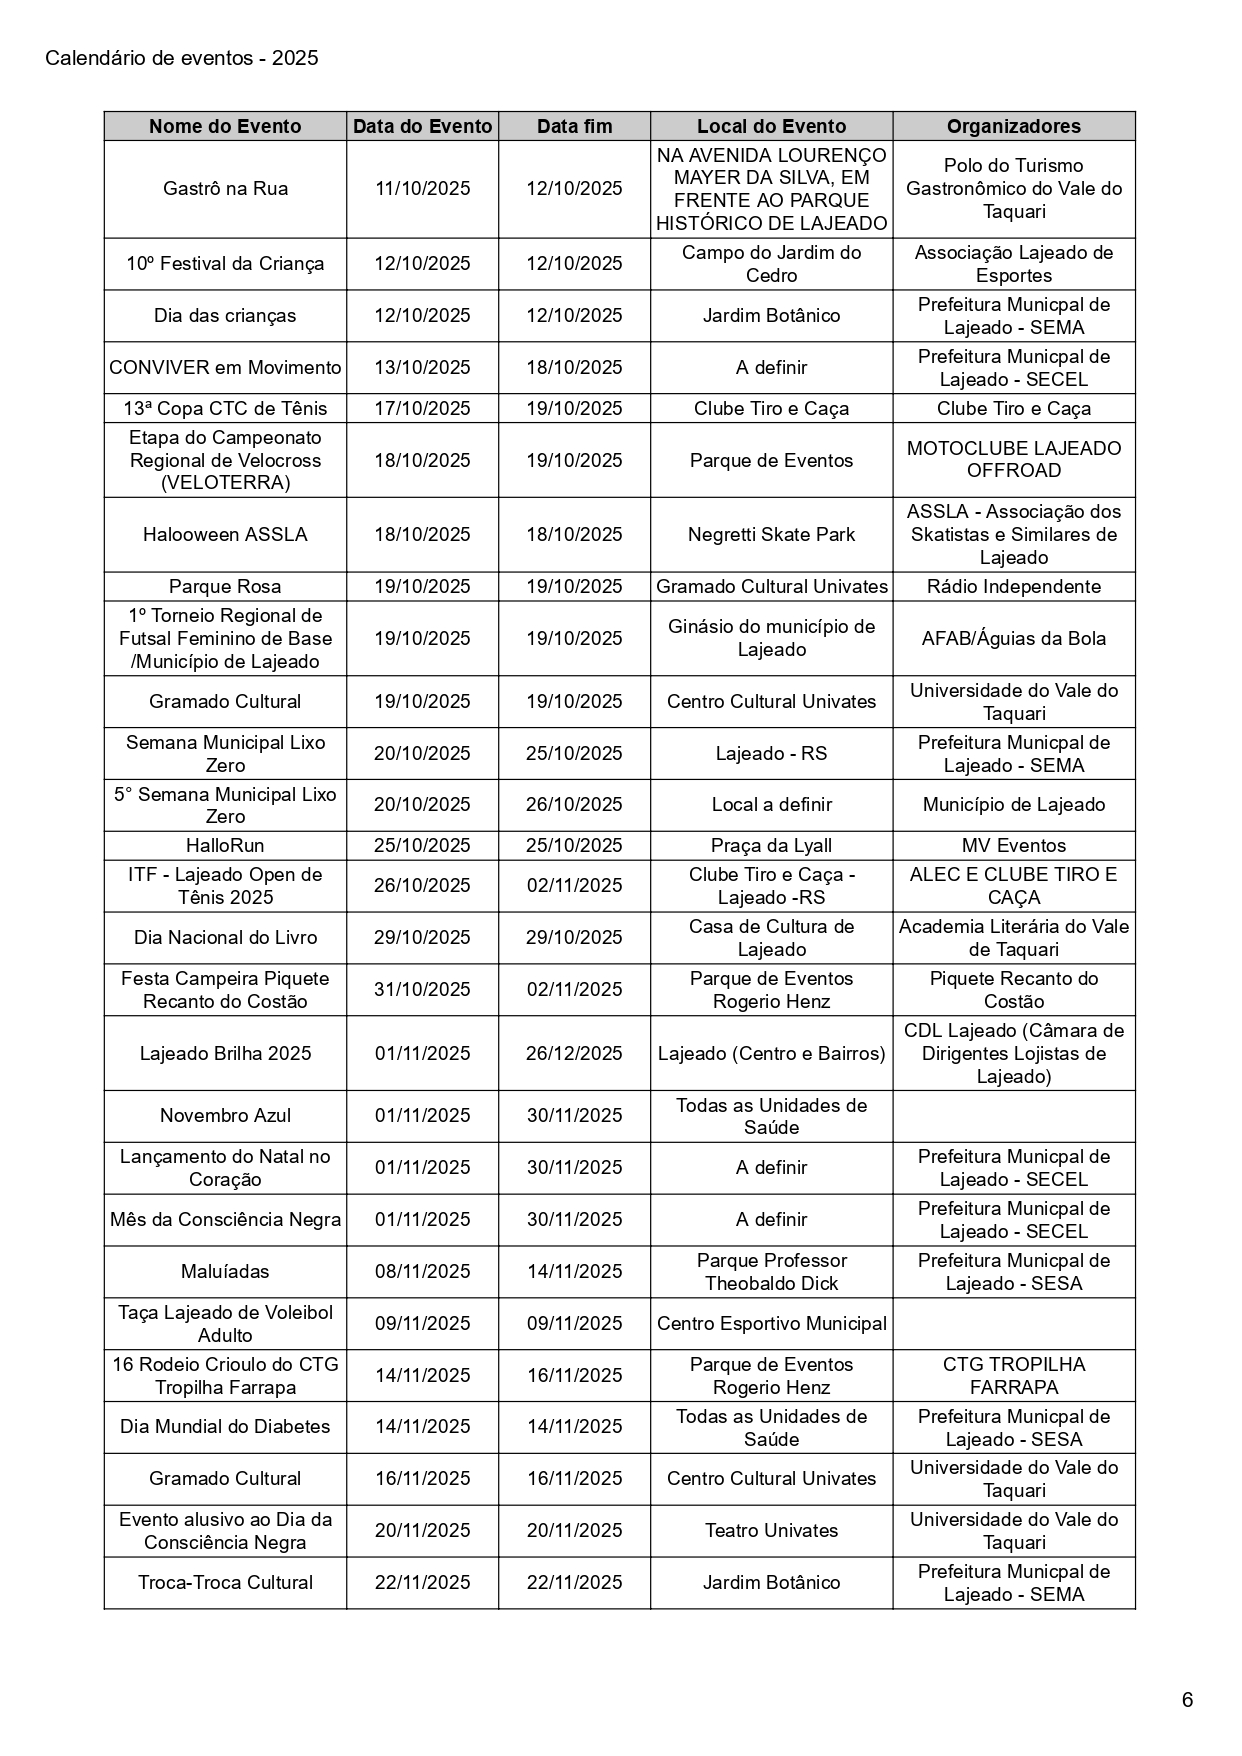 Calendário de eventos - 2025
Nome do Evento Data do Evento Data fim Local do Evento Organizadores
Gastrô na Rua 11/10/2025 12/10/2025 NA AVENIDA LOURENÇO
MAYER DA SILVA, EM
FRENTE AO PARQUE
HISTÓRICO DE LAJEADO Polo do Turismo
Gastronômico do Vale do
Taquari
10º Festival da Criança 12/10/2025 12/10/2025 Campo do Jardim do
Cedro Associação Lajeado de
Esportes
Dia das crianças 12/10/2025 12/10/2025 Jardim Botânico Prefeitura Municpal de
Lajeado - SEMA
CONVIVER em Movimento 13/10/2025 18/10/2025 A definir Prefeitura Municpal de
Lajeado - SECEL
13ª Copa CTC de Tênis 17/10/2025 19/10/2025 Clube Tiro e Caça Clube Tiro e Caça
Etapa do Campeonato
Regional de Velocross
(VELOTERRA) 18/10/2025 19/10/2025 Parque de Eventos MOTOCLUBE LAJEADO
OFFROAD
Halooween ASSLA 18/10/2025 18/10/2025 Negretti Skate Park ASSLA - Associação dos
Skatistas e Similares de
Lajeado
Parque Rosa 19/10/2025 19/10/2025 Gramado Cultural Univates Rádio Independente
1º Torneio Regional de
Futsal Feminino de Base
/Município de Lajeado 19/10/2025 19/10/2025 Ginásio do município de
Lajeado AFAB/Águias da Bola
Gramado Cultural 19/10/2025 19/10/2025 Centro Cultural Univates Universidade do Vale do
Taquari
Semana Municipal Lixo
Zero 20/10/2025 25/10/2025 Lajeado - RS Prefeitura Municpal de
Lajeado - SEMA
5° Semana Municipal Lixo
Zero 20/10/2025 26/10/2025 Local a definir Município de Lajeado
HalloRun 25/10/2025 25/10/2025 Praça da Lyall MV Eventos
ITF - Lajeado Open de
Tênis 2025 26/10/2025 02/11/2025 Clube Tiro e Caça -
Lajeado -RS ALEC E CLUBE TIRO E
CAÇA
Dia Nacional do Livro 29/10/2025 29/10/2025 Casa de Cultura de
Lajeado Academia Literária do Vale
de Taquari
Festa Campeira Piquete
Recanto do Costão 31/10/2025 02/11/2025 Parque de Eventos
Rogerio Henz Piquete Recanto do
Costão
Lajeado Brilha 2025 01/11/2025 26/12/2025 Lajeado (Centro e Bairros) CDL Lajeado (Câmara de
Dirigentes Lojistas de
Lajeado)
Novembro Azul 01/11/2025 30/11/2025 Todas as Unidades de
Saúde
Lançamento do Natal no
Coração 01/11/2025 30/11/2025 A definir Prefeitura Municpal de
Lajeado - SECEL
Mês da Consciência Negra 01/11/2025 30/11/2025 A definir Prefeitura Municpal de
Lajeado - SECEL
Maluíadas 08/11/2025 14/11/2025 Parque Professor
Theobaldo Dick Prefeitura Municpal de
Lajeado - SESA
Taça Lajeado de Voleibol
Adulto 09/11/2025 09/11/2025 Centro Esportivo Municipal
16 Rodeio Crioulo do CTG
Tropilha Farrapa 14/11/2025 16/11/2025 Parque de Eventos
Rogerio Henz CTG TROPILHA
FARRAPA
Dia Mundial do Diabetes 14/11/2025 14/11/2025 Todas as Unidades de
Saúde Prefeitura Municpal de
Lajeado - SESA
Gramado Cultural 16/11/2025 16/11/2025 Centro Cultural Univates Universidade do Vale do
Taquari
Evento alusivo ao Dia da
Consciência Negra 20/11/2025 20/11/2025 Teatro Univates Universidade do Vale do
Taquari
Troca-Troca Cultural 22/11/2025 22/11/2025 Jardim Botânico Prefeitura Municpal de
Lajeado - SEMA
6